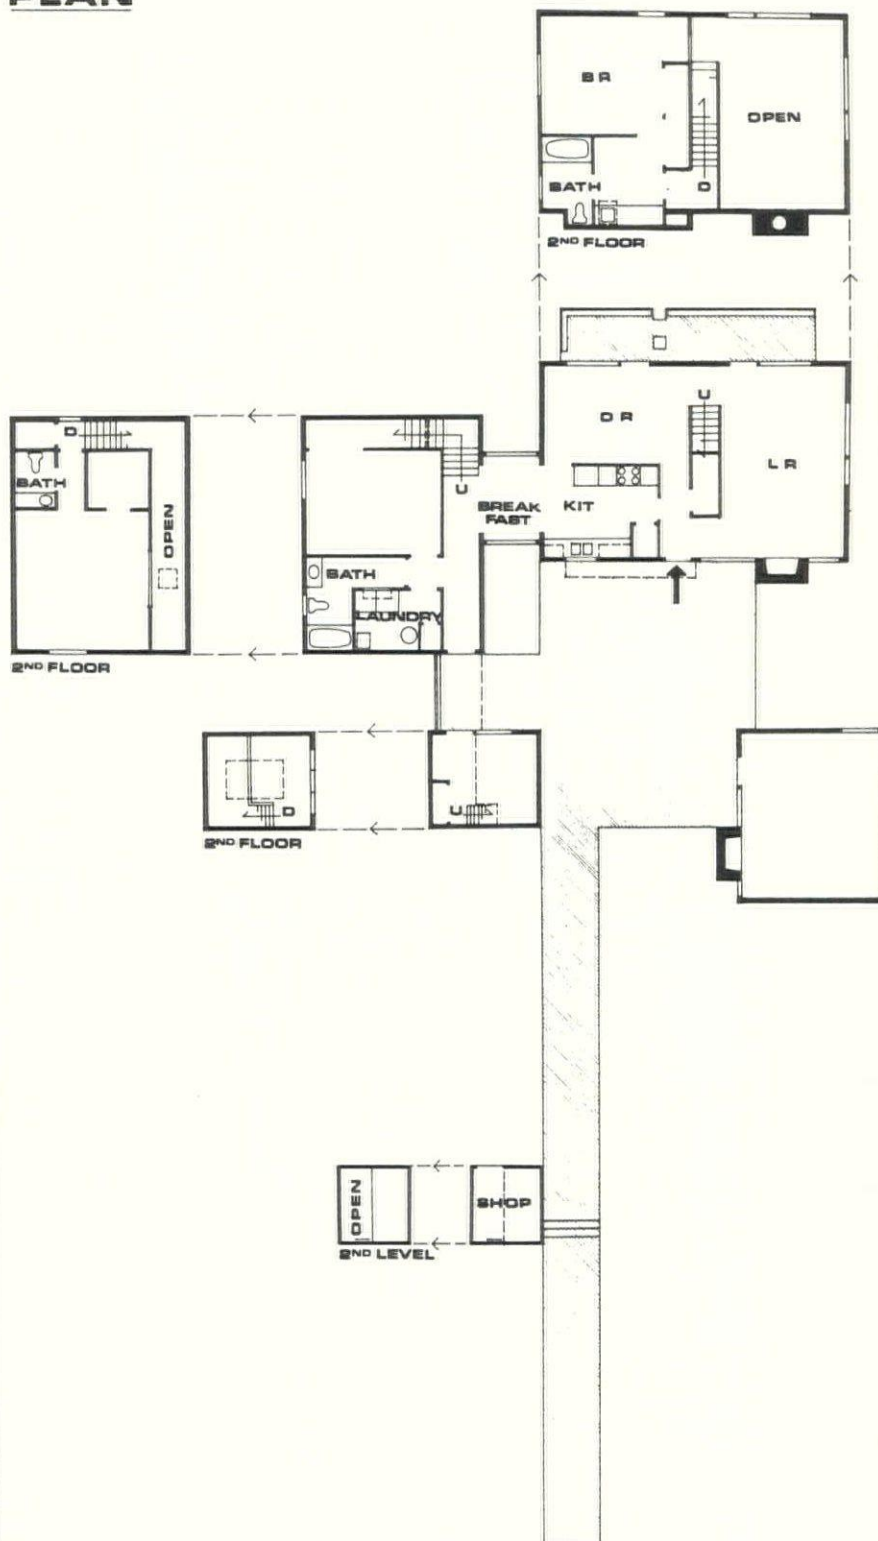 PLAN
BR
OPEN
BATH
D
2ND FLOOR
U
DR
LR
D
BATH
OPEN
U
BREAK
FAST
KIT
BATH
LAUNDRY
2ND FLOOR
U
D
2ND FLOOR
OPEN
SHOP
2ND LEVEL